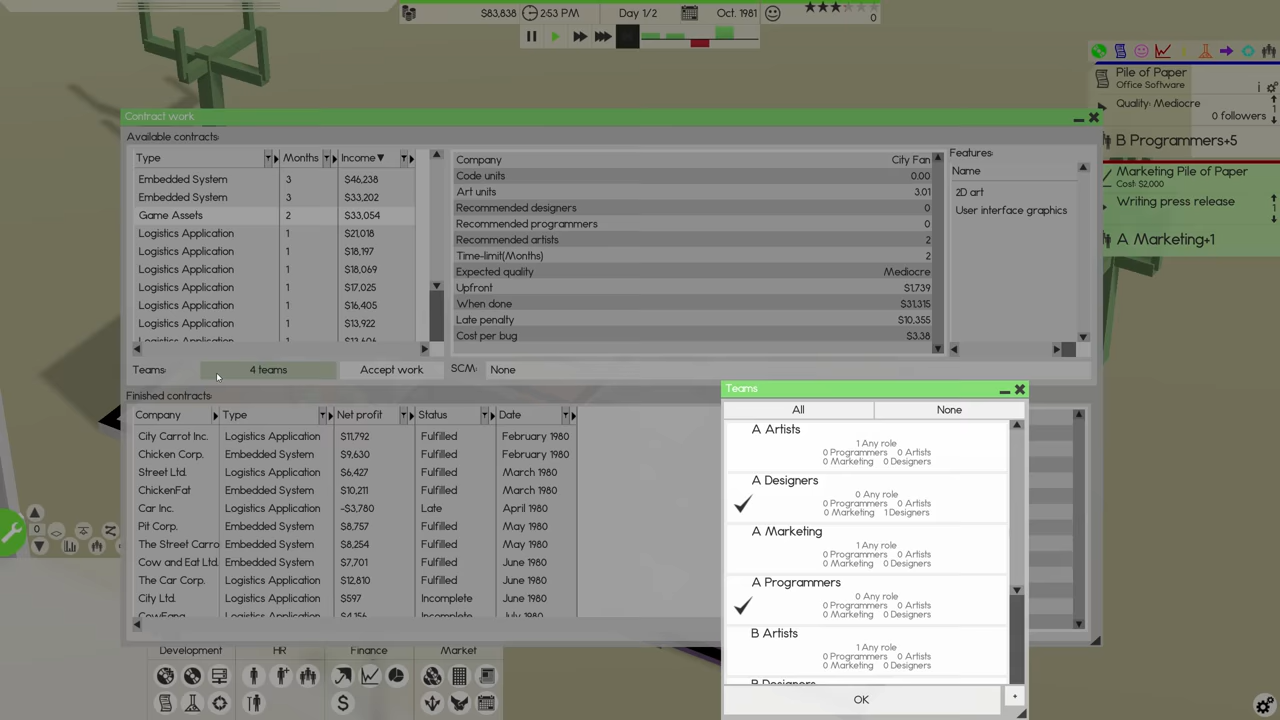 $83,838
2:53 PM
Day 1/2
Oct. 1981
0
Pile of Paper
Office Software
Quality: Mediocre
0 followers
B Programmers+5
Marketing Pile of Paper
Cost: $2,000
Writing press release
A Marketing+1
Contract work
Available contracts:
Type Months Income▼
Embedded System 3 $46,238
Embedded System 3 $33,202
Game Assets 2 $33,054
Logistics Application 1 $21,018
Logistics Application 1 $18,197
Logistics Application 1 $18,069
Logistics Application 1 $17,025
Logistics Application 1 $16,405
Logistics Application 1 $13,922
Company City Fan
Code units 0.00
Art units 3.01
Recommended designers 0
Recommended programmers 0
Recommended artists 2
Time-limit(Months) 2
Expected quality Mediocre
Upfront $1,739
When done $31,315
Late penalty $10,355
Cost per bug $3.38
Features:
Name
2D art
User interface graphics
Teams:
4 teams
Accept work
SCM:
None
Finished contracts:
Company Type Net profit Status Date
City Carrot Inc. Logistics Application $11,792 Fulfilled February 1980
Chicken Corp. Embedded System $9,630 Fulfilled February 1980
Street Ltd. Logistics Application $6,427 Fulfilled March 1980
ChickenFat Embedded System $10,211 Fulfilled March 1980
Car Inc. Logistics Application -$3,780 Late April 1980
Pit Corp. Embedded System $8,757 Fulfilled May 1980
The Street Carro Embedded System $8,254 Fulfilled May 1980
Cow and Eat Ltd. Embedded System $7,701 Fulfilled June 1980
The Car Corp. Logistics Application $12,810 Fulfilled June 1980
City Ltd. Logistics Application $597 Incomplete June 1980
CowFang Embedded System $4,156 Incomplete July 1980
Teams
All
None
A Artists
1 Any role
0 Programmers 0 Artists
0 Marketing 0 Designers
A Designers
0 Any role
0 Programmers 0 Artists
0 Marketing 1 Designers
A Marketing
1 Any role
0 Programmers 0 Artists
0 Marketing 0 Designers
A Programmers
0 Any role
0 Programmers 0 Artists
0 Marketing 0 Designers
B Artists
1 Any role
0 Programmers 0 Artists
0 Marketing 0 Designers
B Designers
OK
+
0
Development
HR
Finance
Market